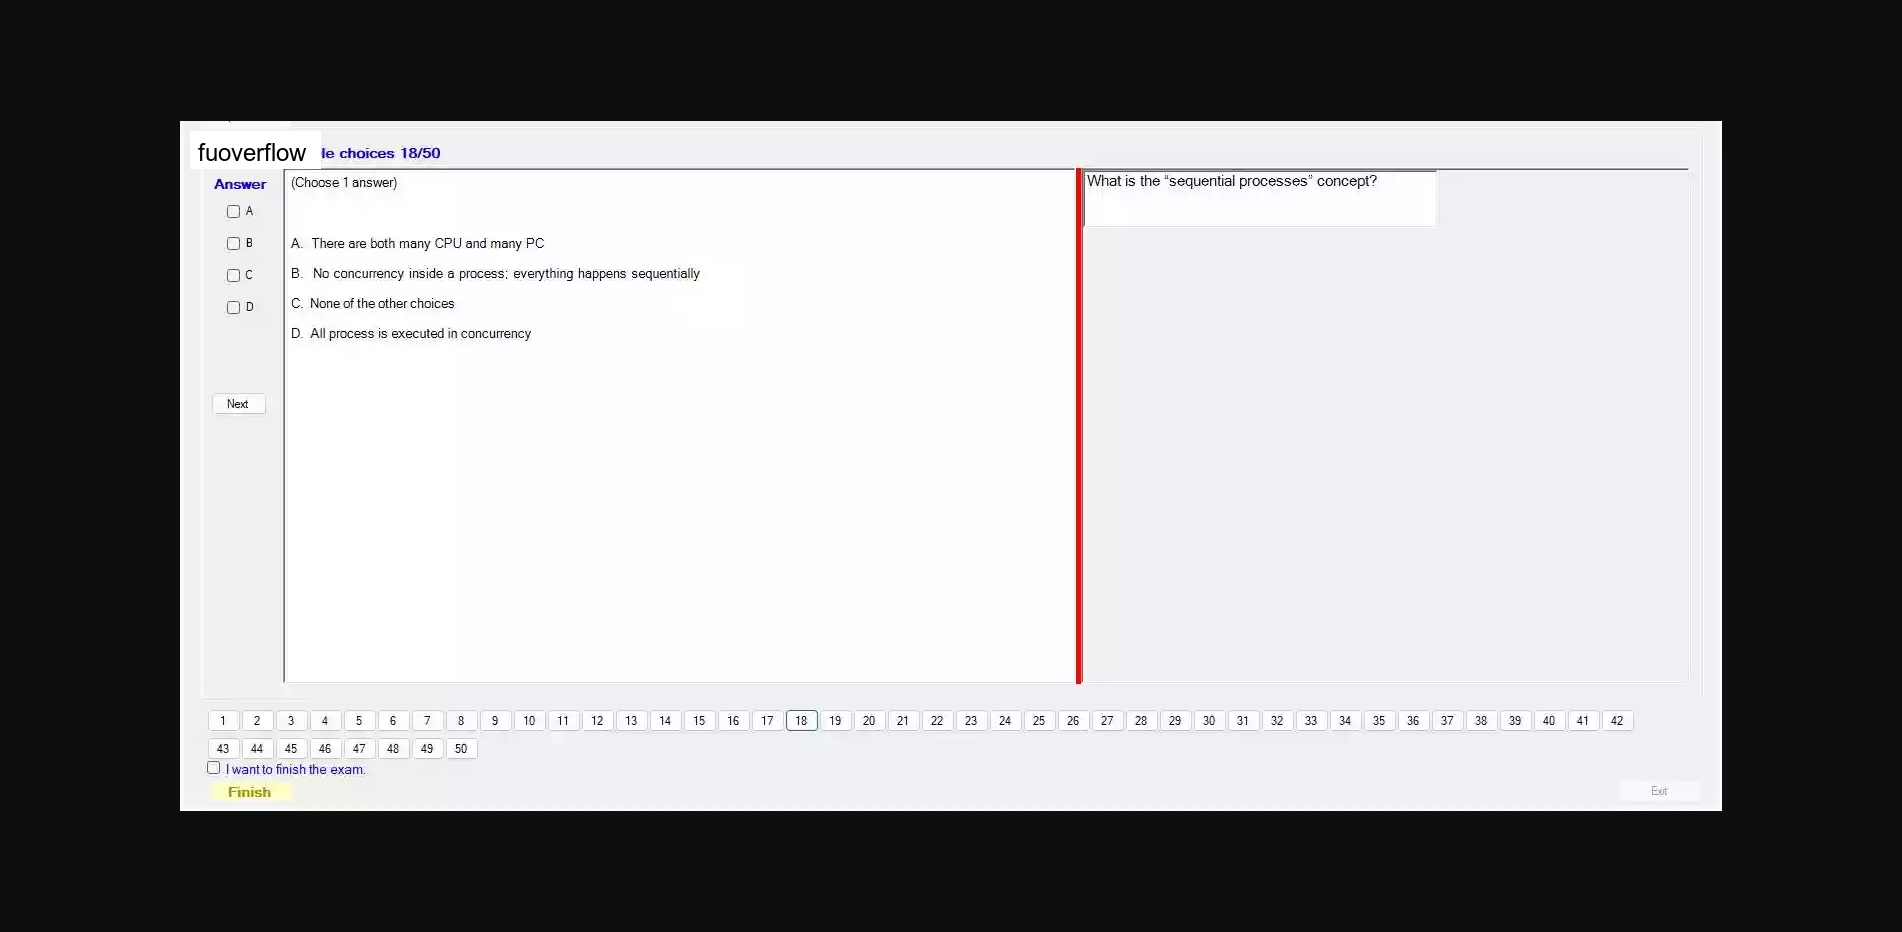 fuoverflow le choices 18/50
Answer
(Choose 1 answer)
What is the “sequential processes” concept?
A
B
C
D
A. There are both many CPU and many PC
B. No concurrency inside a process; everything happens sequentially
C. None of the other choices
D. All process is executed in concurrency
Next
1 2 3 4 5 6 7 8 9 10 11 12 13 14 15 16 17 18 19 20 21 22 23 24 25 26 27 28 29 30 31 32 33 34 35 36 37 38 39 40 41 42
43 44 45 46 47 48 49 50
I want to finish the exam.
Finish
Exit